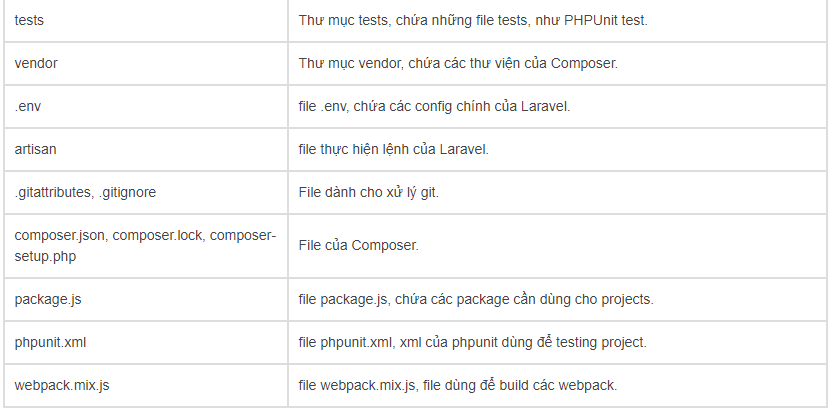 tests
Thư mục tests, chứa những file tests, như PHPUnit test.
vendor
Thư mục vendor, chứa các thư viện của Composer.
.env
file .env, chứa các config chính của Laravel.
artisan
file thực hiện lệnh của Laravel.
.gitattributes, .gitignore
File dành cho xử lý git.
composer.json, composer.lock, composer-
setup.php
File của Composer.
package.js
file package.js, chứa các package cần dùng cho projects.
phpunit.xml
file phpunit.xml, xml của phpunit dùng để testing project.
webpack.mix.js
file webpack.mix.js, file dùng để build các webpack.